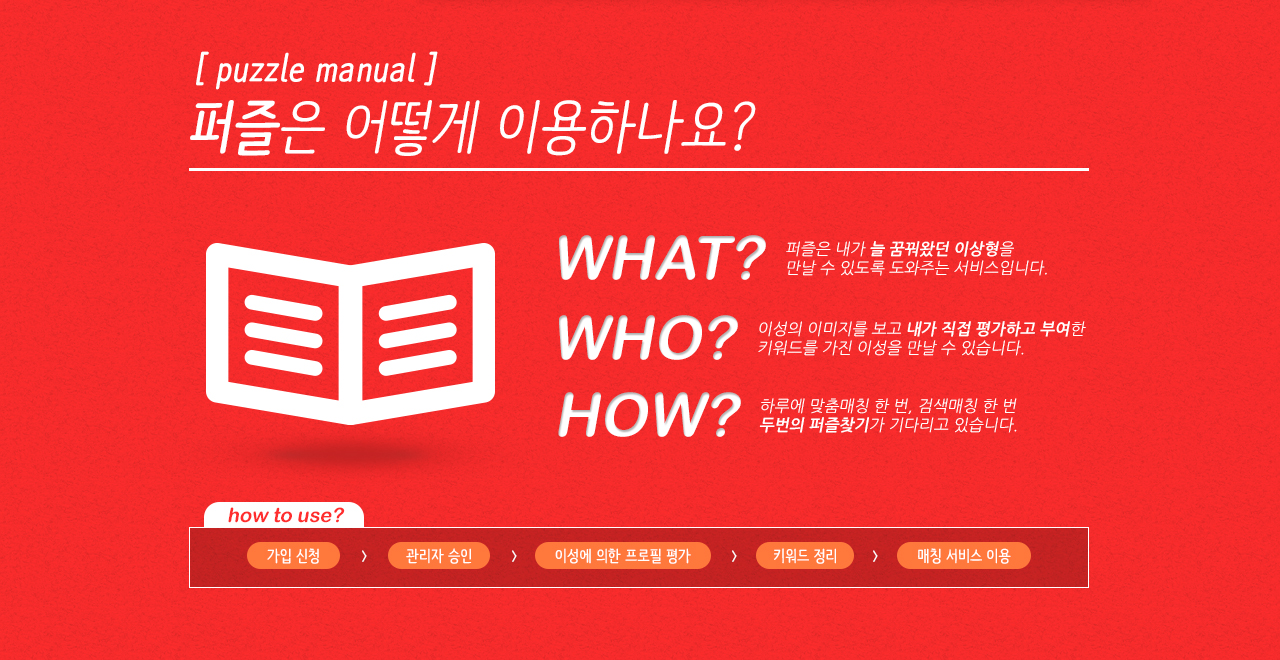 [ puzzle manual ]
퍼즐은 어떻게 이용하나요?
WHAT?
퍼즐은 내가 늘 꿈꿔왔던 이상형을
만날 수 있도록 도와주는 서비스입니다.
WHO?
이성의 이미지를 보고 내가 직접 평가하고 부여한
키워드를 가진 이성을 만날 수 있습니다.
HOW?
하루에 맞춤매칭 한 번, 검색매칭 한 번
두번의 퍼즐찾기가 기다리고 있습니다.
how to use?
가입 신청 > 관리자 승인 > 이성에 의한 프로필 평가 > 키워드 정리 > 매칭 서비스 이용